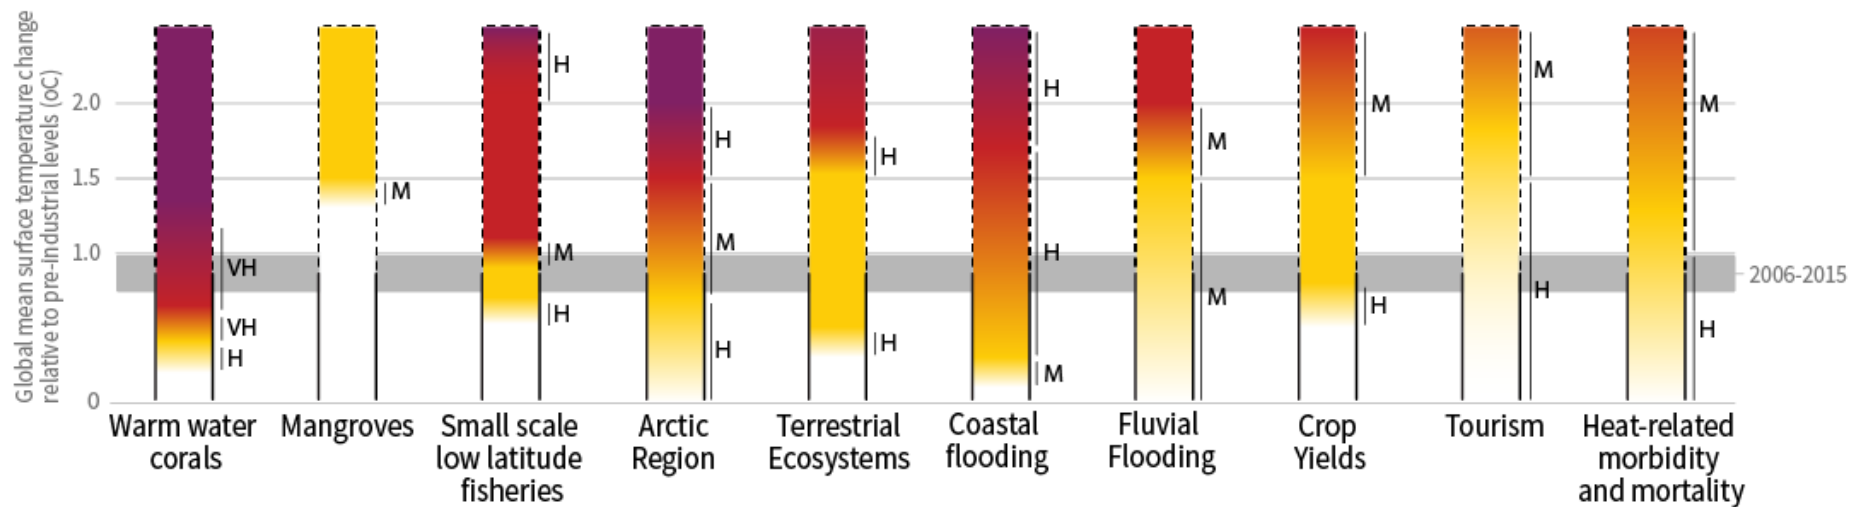 Global mean surface temperature change
relative to pre-industrial levels (oC)
2.0
1.5
1.0
0
VH
VH
H
M
H
M
H
H
M
H
H
H
H
H
M
M
M
M
H
M
H
M
H
2006-2015
Warm water
corals
Mangroves
Small scale
low latitude
fisheries
Arctic
Region
Terrestrial
Ecosystems
Coastal
flooding
Fluvial
Flooding
Crop
Yields
Tourism
Heat-related
morbidity
and mortality